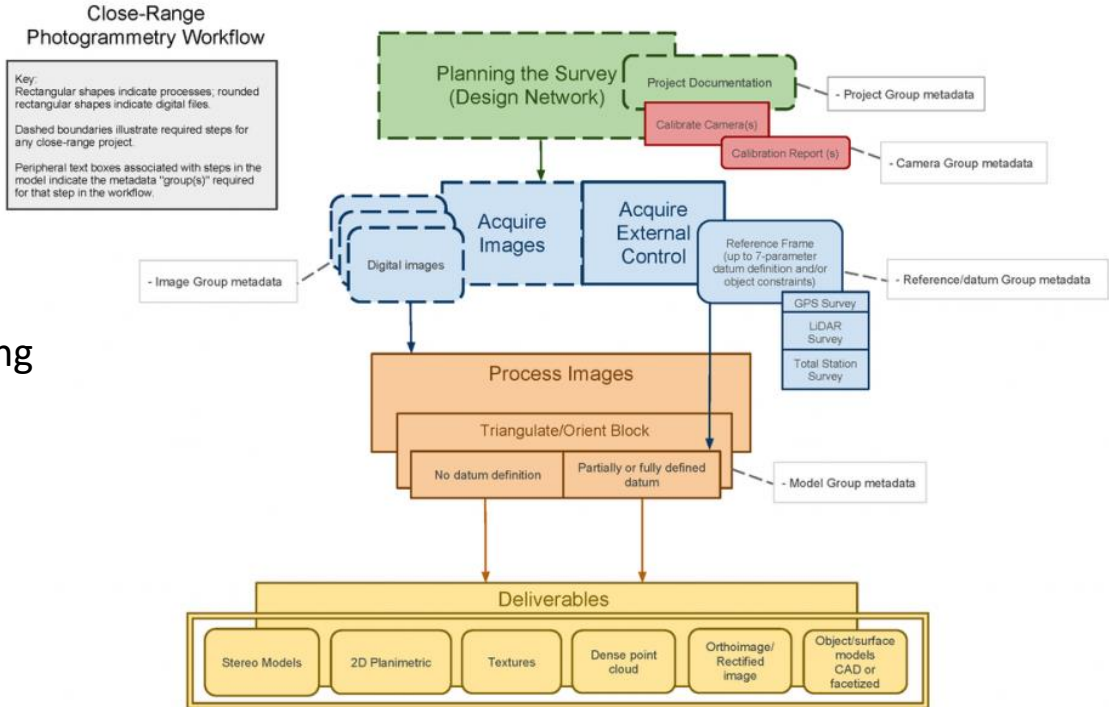 Close-Range
Photogrammetry Workflow
Key:
Rectangular shapes indicate processes; rounded
rectangular shapes indicate digital files.
Dashed boundaries illustrate required steps for
any close-range project.
Peripheral text boxes associated with steps in the
model indicate the metadata "group(s)" required
for that step in the workflow.
Planning the Survey
(Design Network)
Project Documentation
- Project Group metadata
Calibrate Camera(s)
Calibration Report (s)
- Camera Group metadata
Acquire
Images
Acquire
External
Control
Digital images
- Image Group metadata
Reference Frame
(up to 7-parameter
datum definition and/or
object constraints)
- Reference/datum Group metadata
GPS Survey
LiDAR
Survey
Total Station
Survey
ng
Process Images
Triangulate/Orient Block
No datum definition
Partially or fully defined
datum
- Model Group metadata
Deliverables
Stereo Models
2D Planimetric
Textures
Dense point
cloud
Orthoimage/
Rectified
image
Object/surface
models
CAD or
facetized